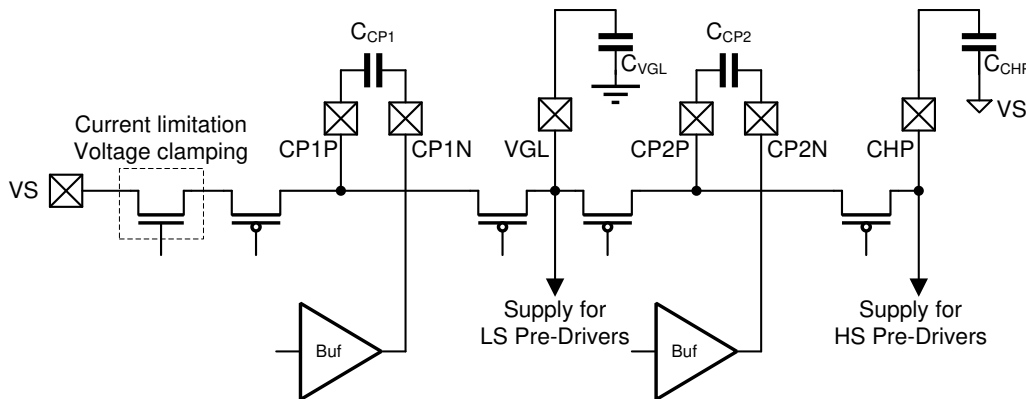 C_CP1
C_CP2
C_VGL
C_CHP
VS
Current limitation
Voltage clamping
CP1P
CP1N
VGL
CP2P
CP2N
CHP
VS
Supply for
LS Pre-Drivers
Supply for
HS Pre-Drivers
Buf
Buf